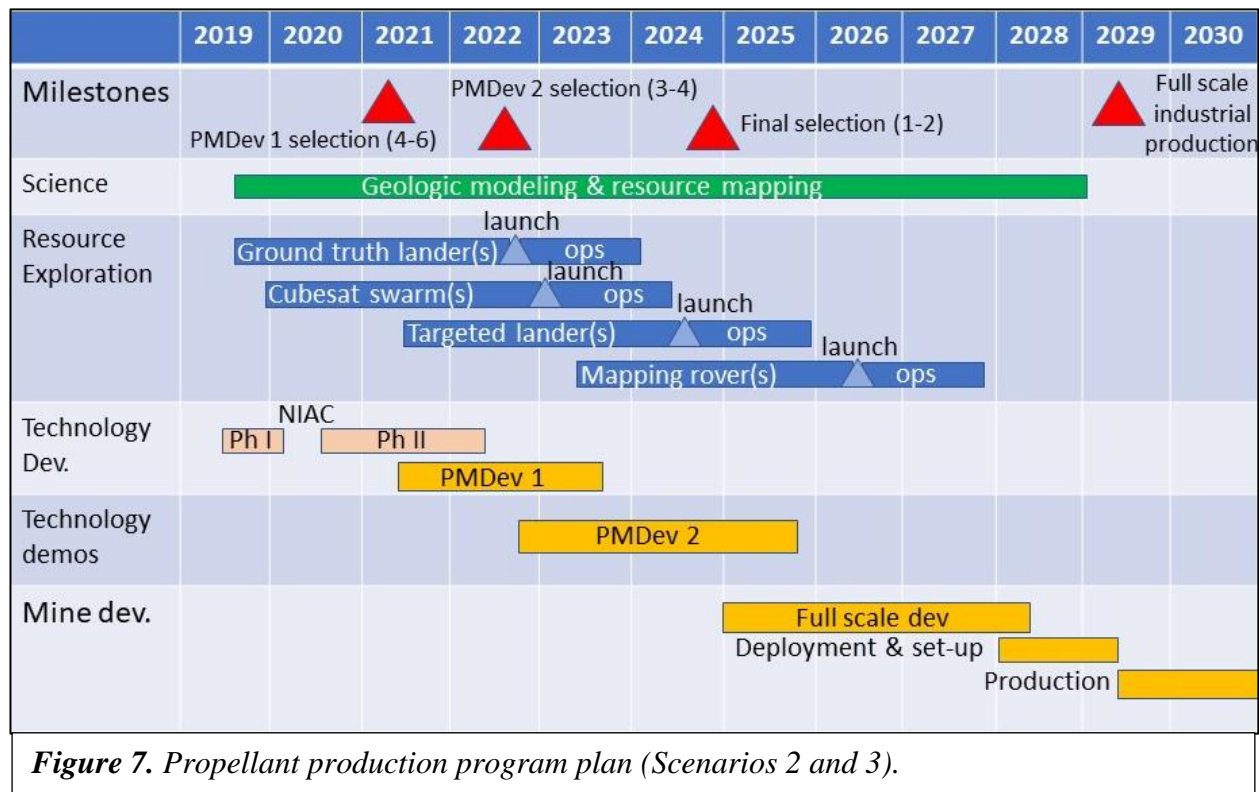 2019 2020 2021 2022 2023 2024 2025 2026 2027 2028 2029 2030
Milestones
PMDev 1 selection (4-6)
PMDev 2 selection (3-4)
Final selection (1-2)
Full scale
industrial
production
Science
Geologic modeling & resource mapping
Resource
Exploration
launch
Ground truth lander(s) ops
launch
Cubesat swarm(s) ops
launch
Targeted lander(s) ops
launch
Mapping rover(s) ops
Technology
Dev.
NIAC
Ph I Ph II
PMDev 1
Technology
demos
PMDev 2
Mine dev.
Full scale dev
Deployment & set-up
Production
Figure 7. Propellant production program plan (Scenarios 2 and 3).